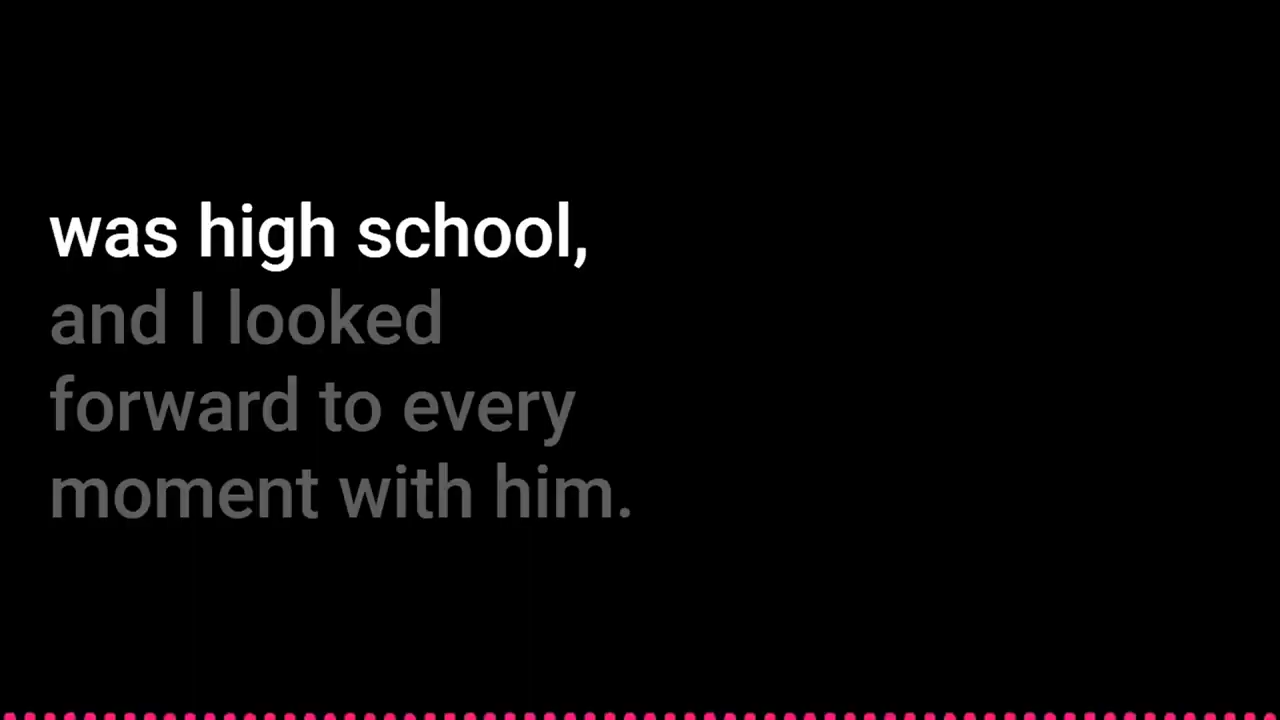 was high school,
and I looked
forward to every
moment with him.